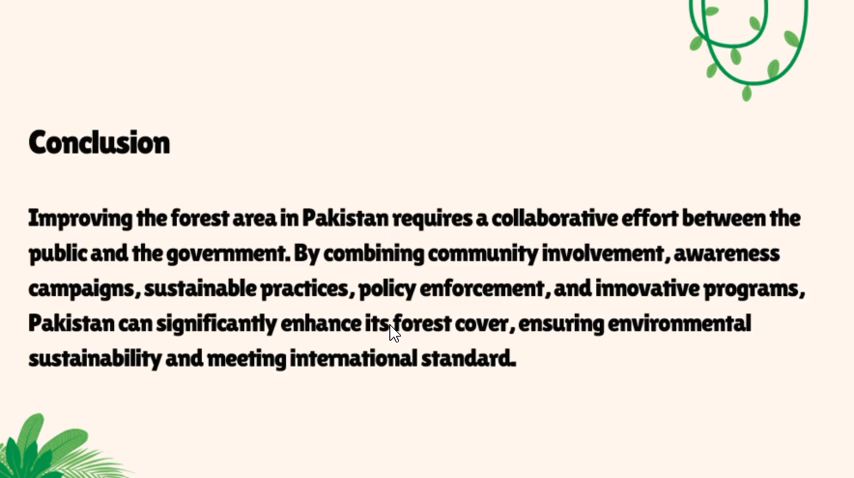 Conclusion
Improving the forest area in Pakistan requires a collaborative effort between the
public and the government. By combining community involvement, awareness
campaigns, sustainable practices, policy enforcement, and innovative programs,
Pakistan can significantly enhance its forest cover, ensuring environmental
sustainability and meeting international standard.